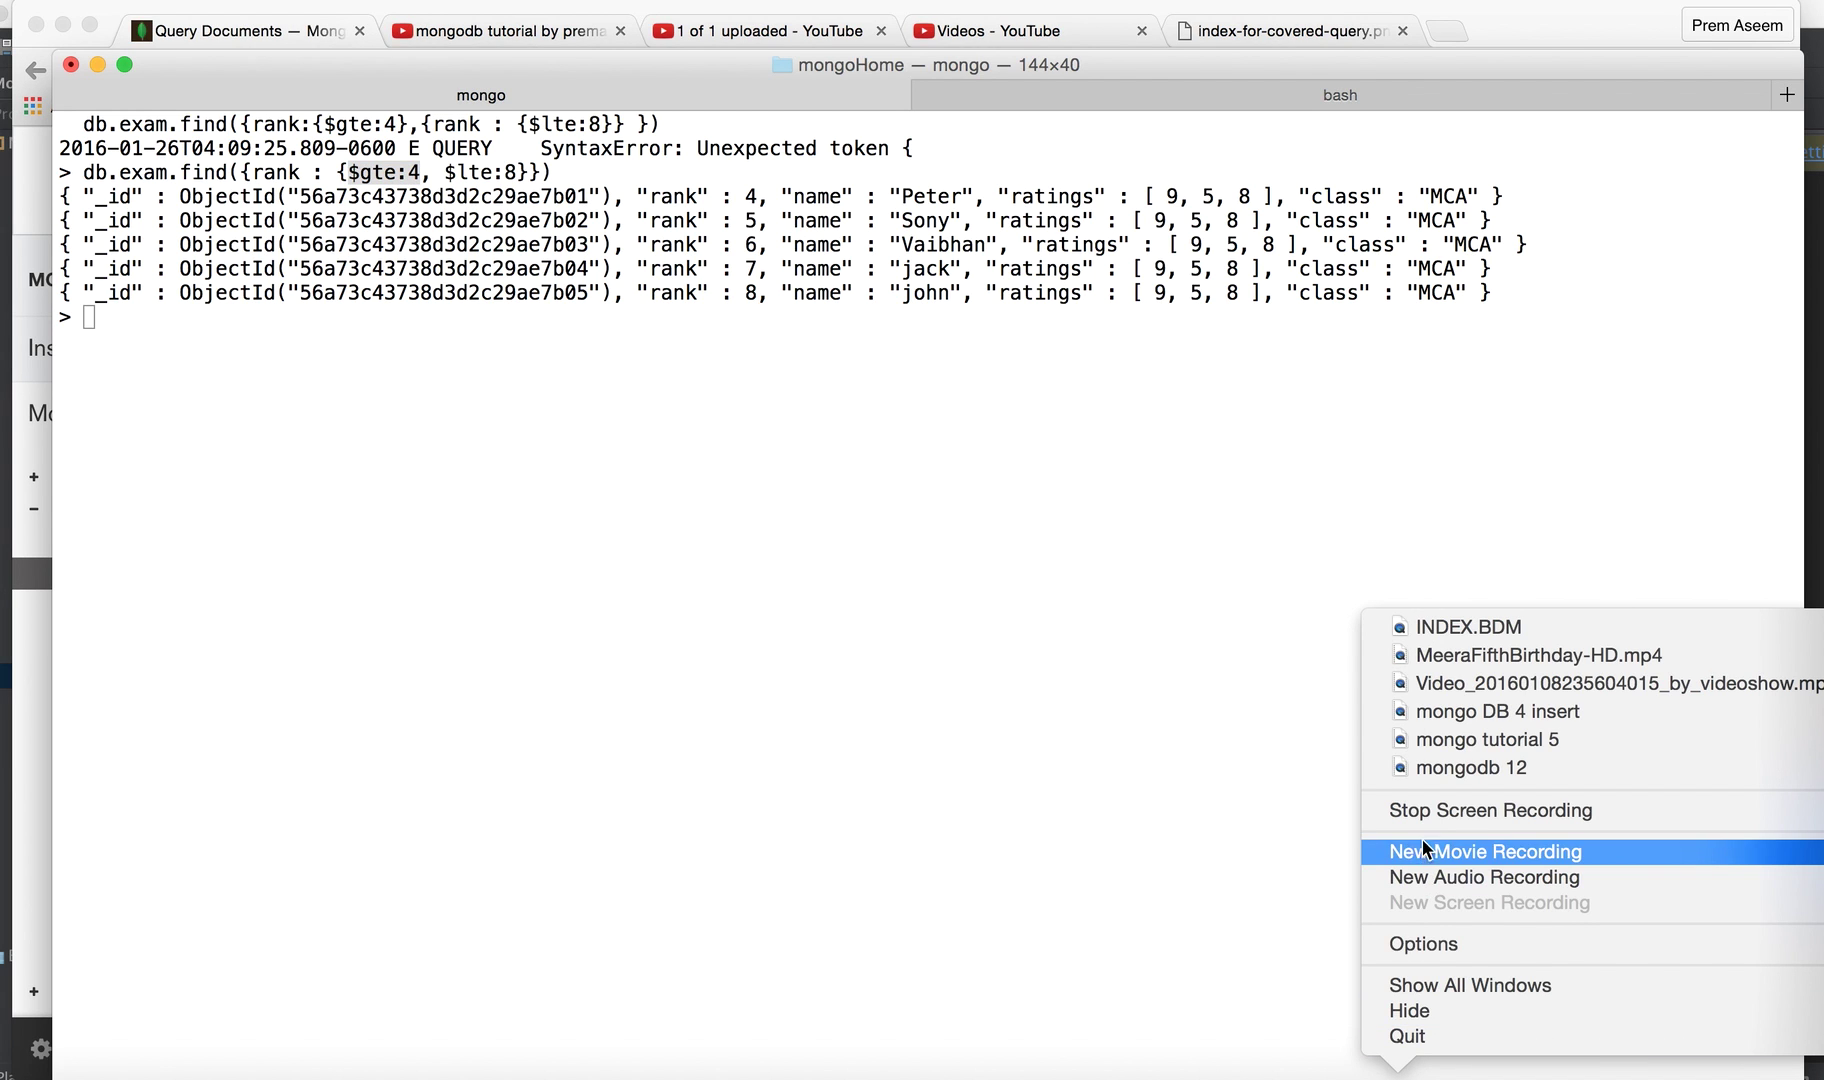 Query Documents — Mong
mongodb tutorial by prema
1 of 1 uploaded - YouTube
Videos - YouTube
index-for-covered-query.pn
Prem Aseem
mongoHome — mongo — 144×40
mongo
bash
db.exam.find({rank:{$gte:4},{rank : {$lte:8}} })
2016-01-26T04:09:25.809-0600 E QUERY    SyntaxError: Unexpected token {
> db.exam.find({rank : {$gte:4, $lte:8}})
{ "_id" : ObjectId("56a73c43738d3d2c29ae7b01"), "rank" : 4, "name" : "Peter", "ratings" : [ 9, 5, 8 ], "class" : "MCA" }
{ "_id" : ObjectId("56a73c43738d3d2c29ae7b02"), "rank" : 5, "name" : "Sony", "ratings" : [ 9, 5, 8 ], "class" : "MCA" }
{ "_id" : ObjectId("56a73c43738d3d2c29ae7b03"), "rank" : 6, "name" : "Vaibhan", "ratings" : [ 9, 5, 8 ], "class" : "MCA" }
{ "_id" : ObjectId("56a73c43738d3d2c29ae7b04"), "rank" : 7, "name" : "jack", "ratings" : [ 9, 5, 8 ], "class" : "MCA" }
{ "_id" : ObjectId("56a73c43738d3d2c29ae7b05"), "rank" : 8, "name" : "john", "ratings" : [ 9, 5, 8 ], "class" : "MCA" }
>
Ins
INDEX.BDM
MeeraFifthBirthday-HD.mp4
Video_20160108235604015_by_videoshow.mp
mongo DB 4 insert
mongo tutorial 5
mongodb 12
Stop Screen Recording
New Movie Recording
New Audio Recording
New Screen Recording
Options
Show All Windows
Hide
Quit